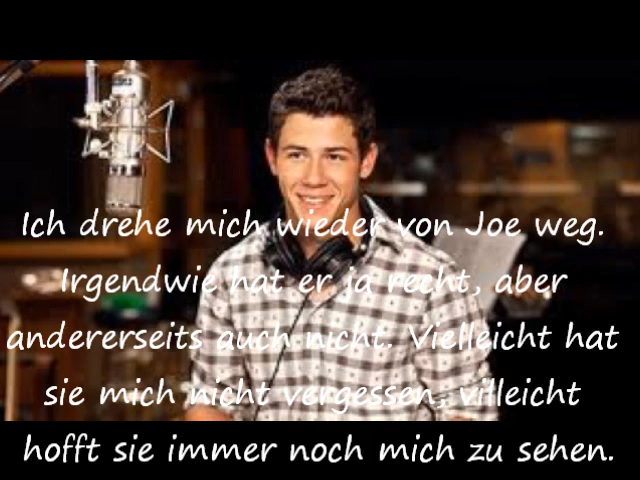 Ich drehe mich wieder von Joe weg.
Irgendwie hat er ja recht, aber
andererseits auch nicht. Vielleicht hat
sie mich nicht vergessen, villeicht
hofft sie immer noch mich zu sehen.